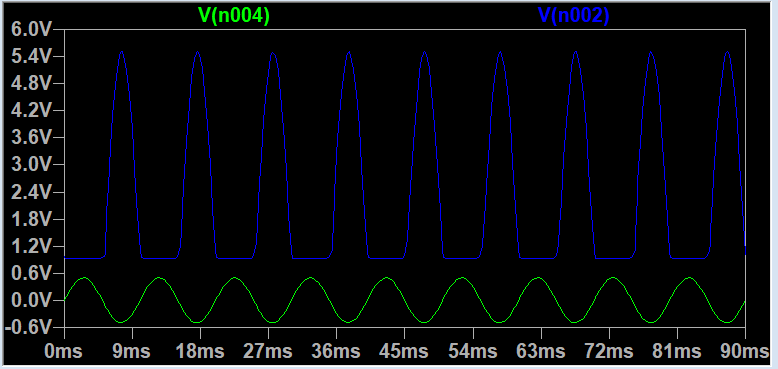 V(n004) V(n002)
6.0V
5.4V
4.8V
4.2V
3.6V
3.0V
2.4V
1.8V
1.2V
0.6V
0.0V
-0.6V
0ms 9ms 18ms 27ms 36ms 45ms 54ms 63ms 72ms 81ms 90ms